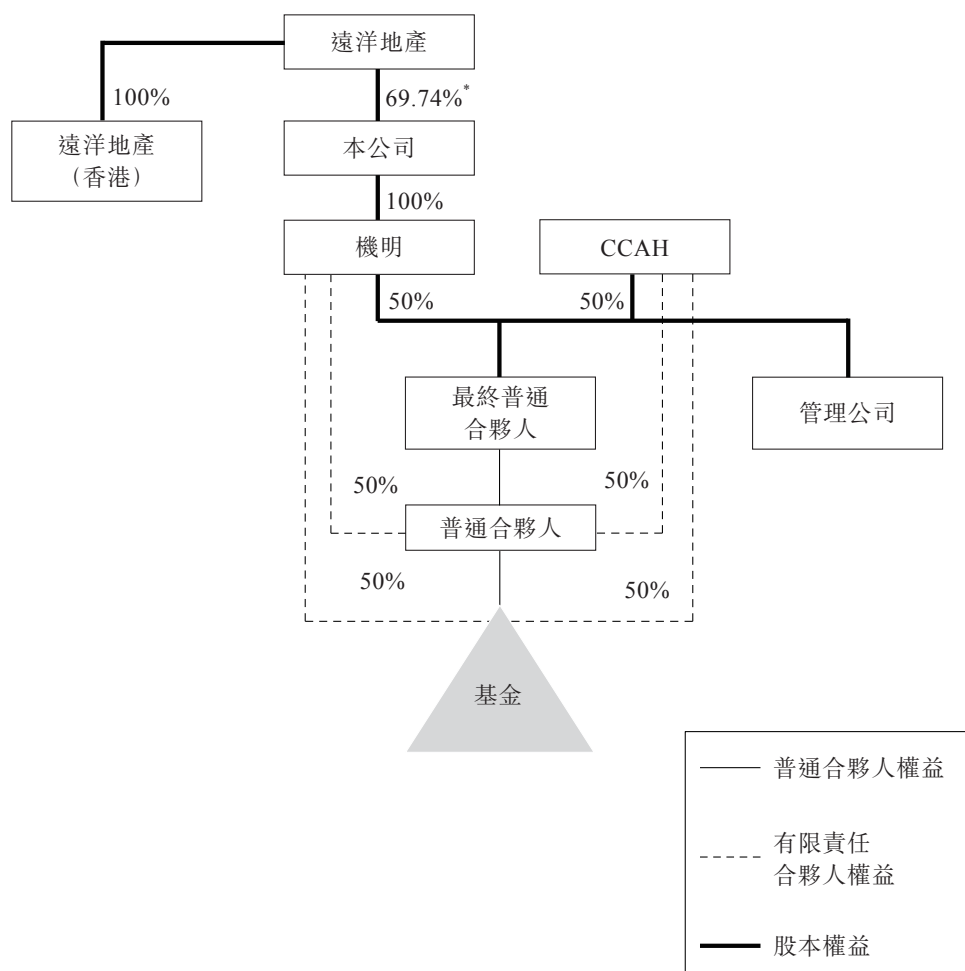 遠洋地產
100%
69.74%*
遠洋地產
（香港）
本公司
100%
機明
CCAH
50%
50%
最終普通
合夥人
管理公司
50%
50%
普通合夥人
50%
50%
基金
普通合夥人權益
有限責任
合夥人權益
股本權益